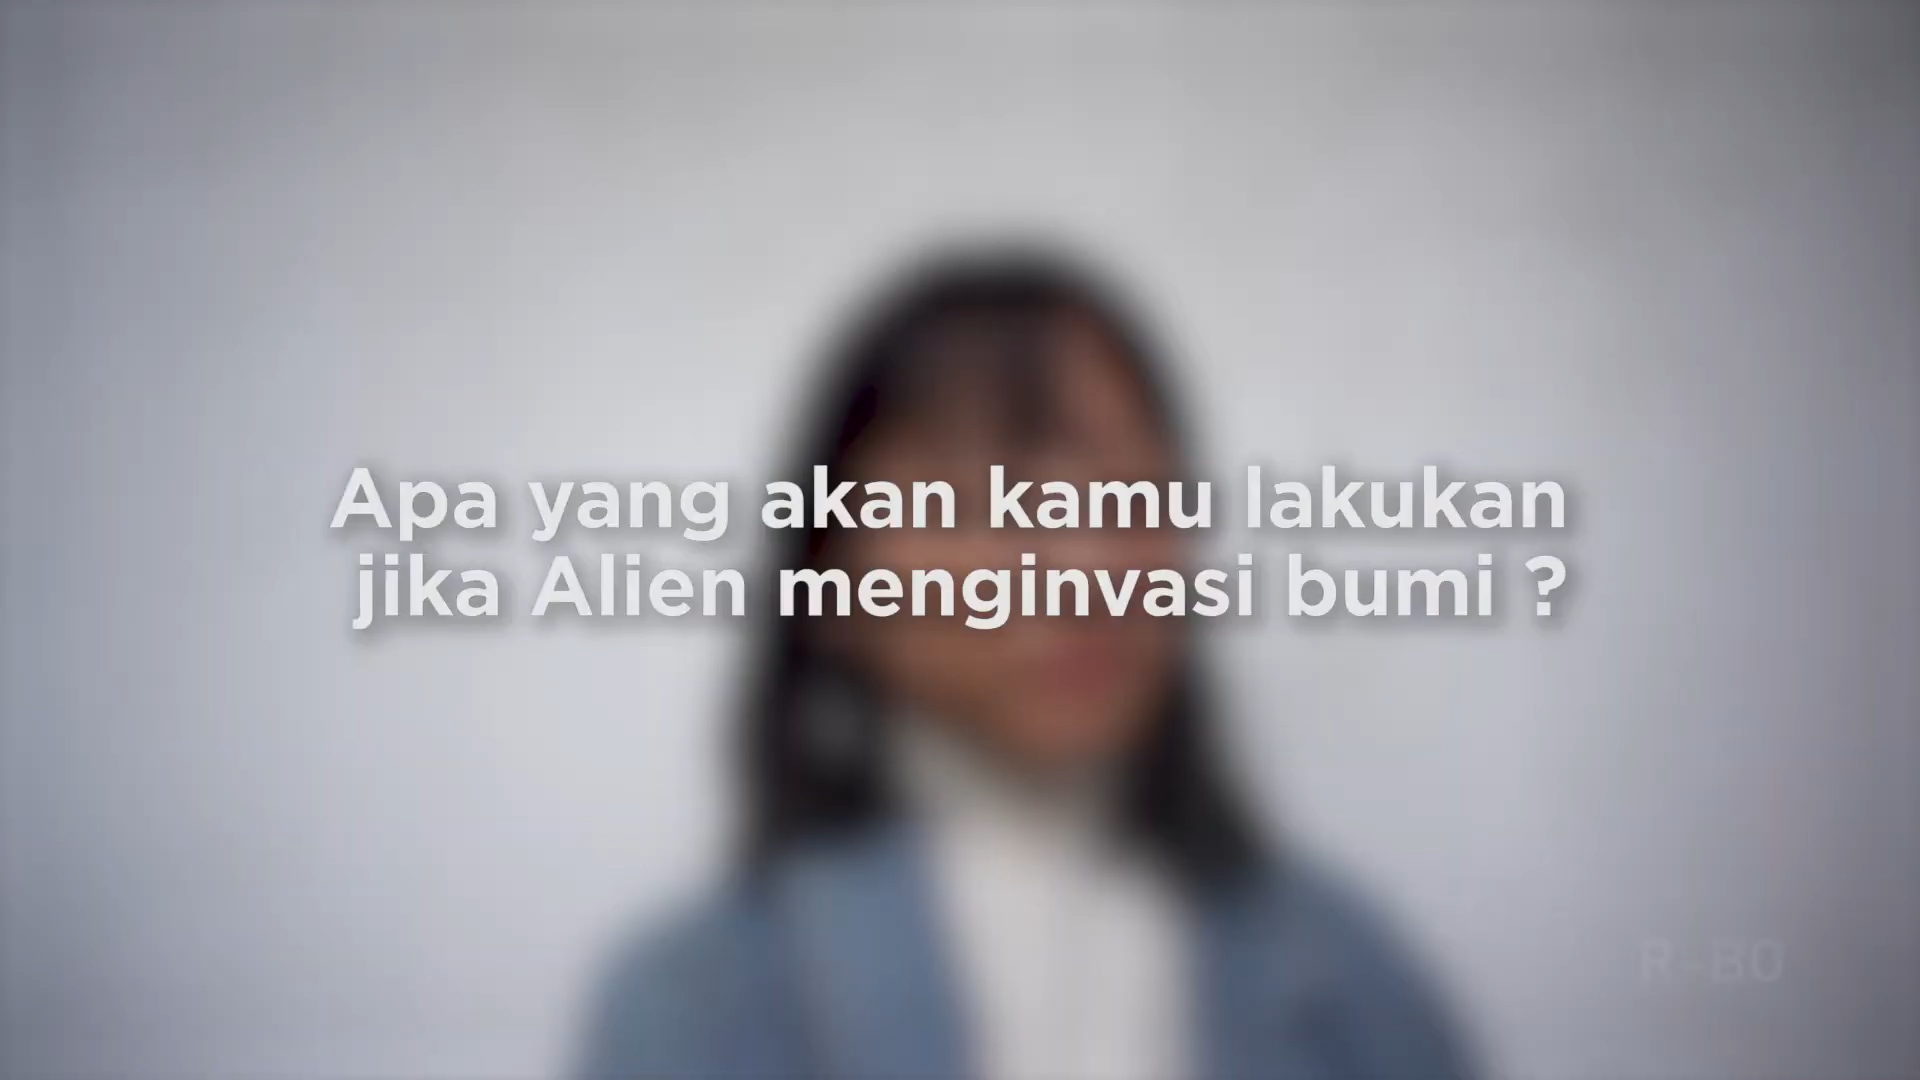 Apa yang akan kamu lakukan
jika Alien menginvasi bumi ?